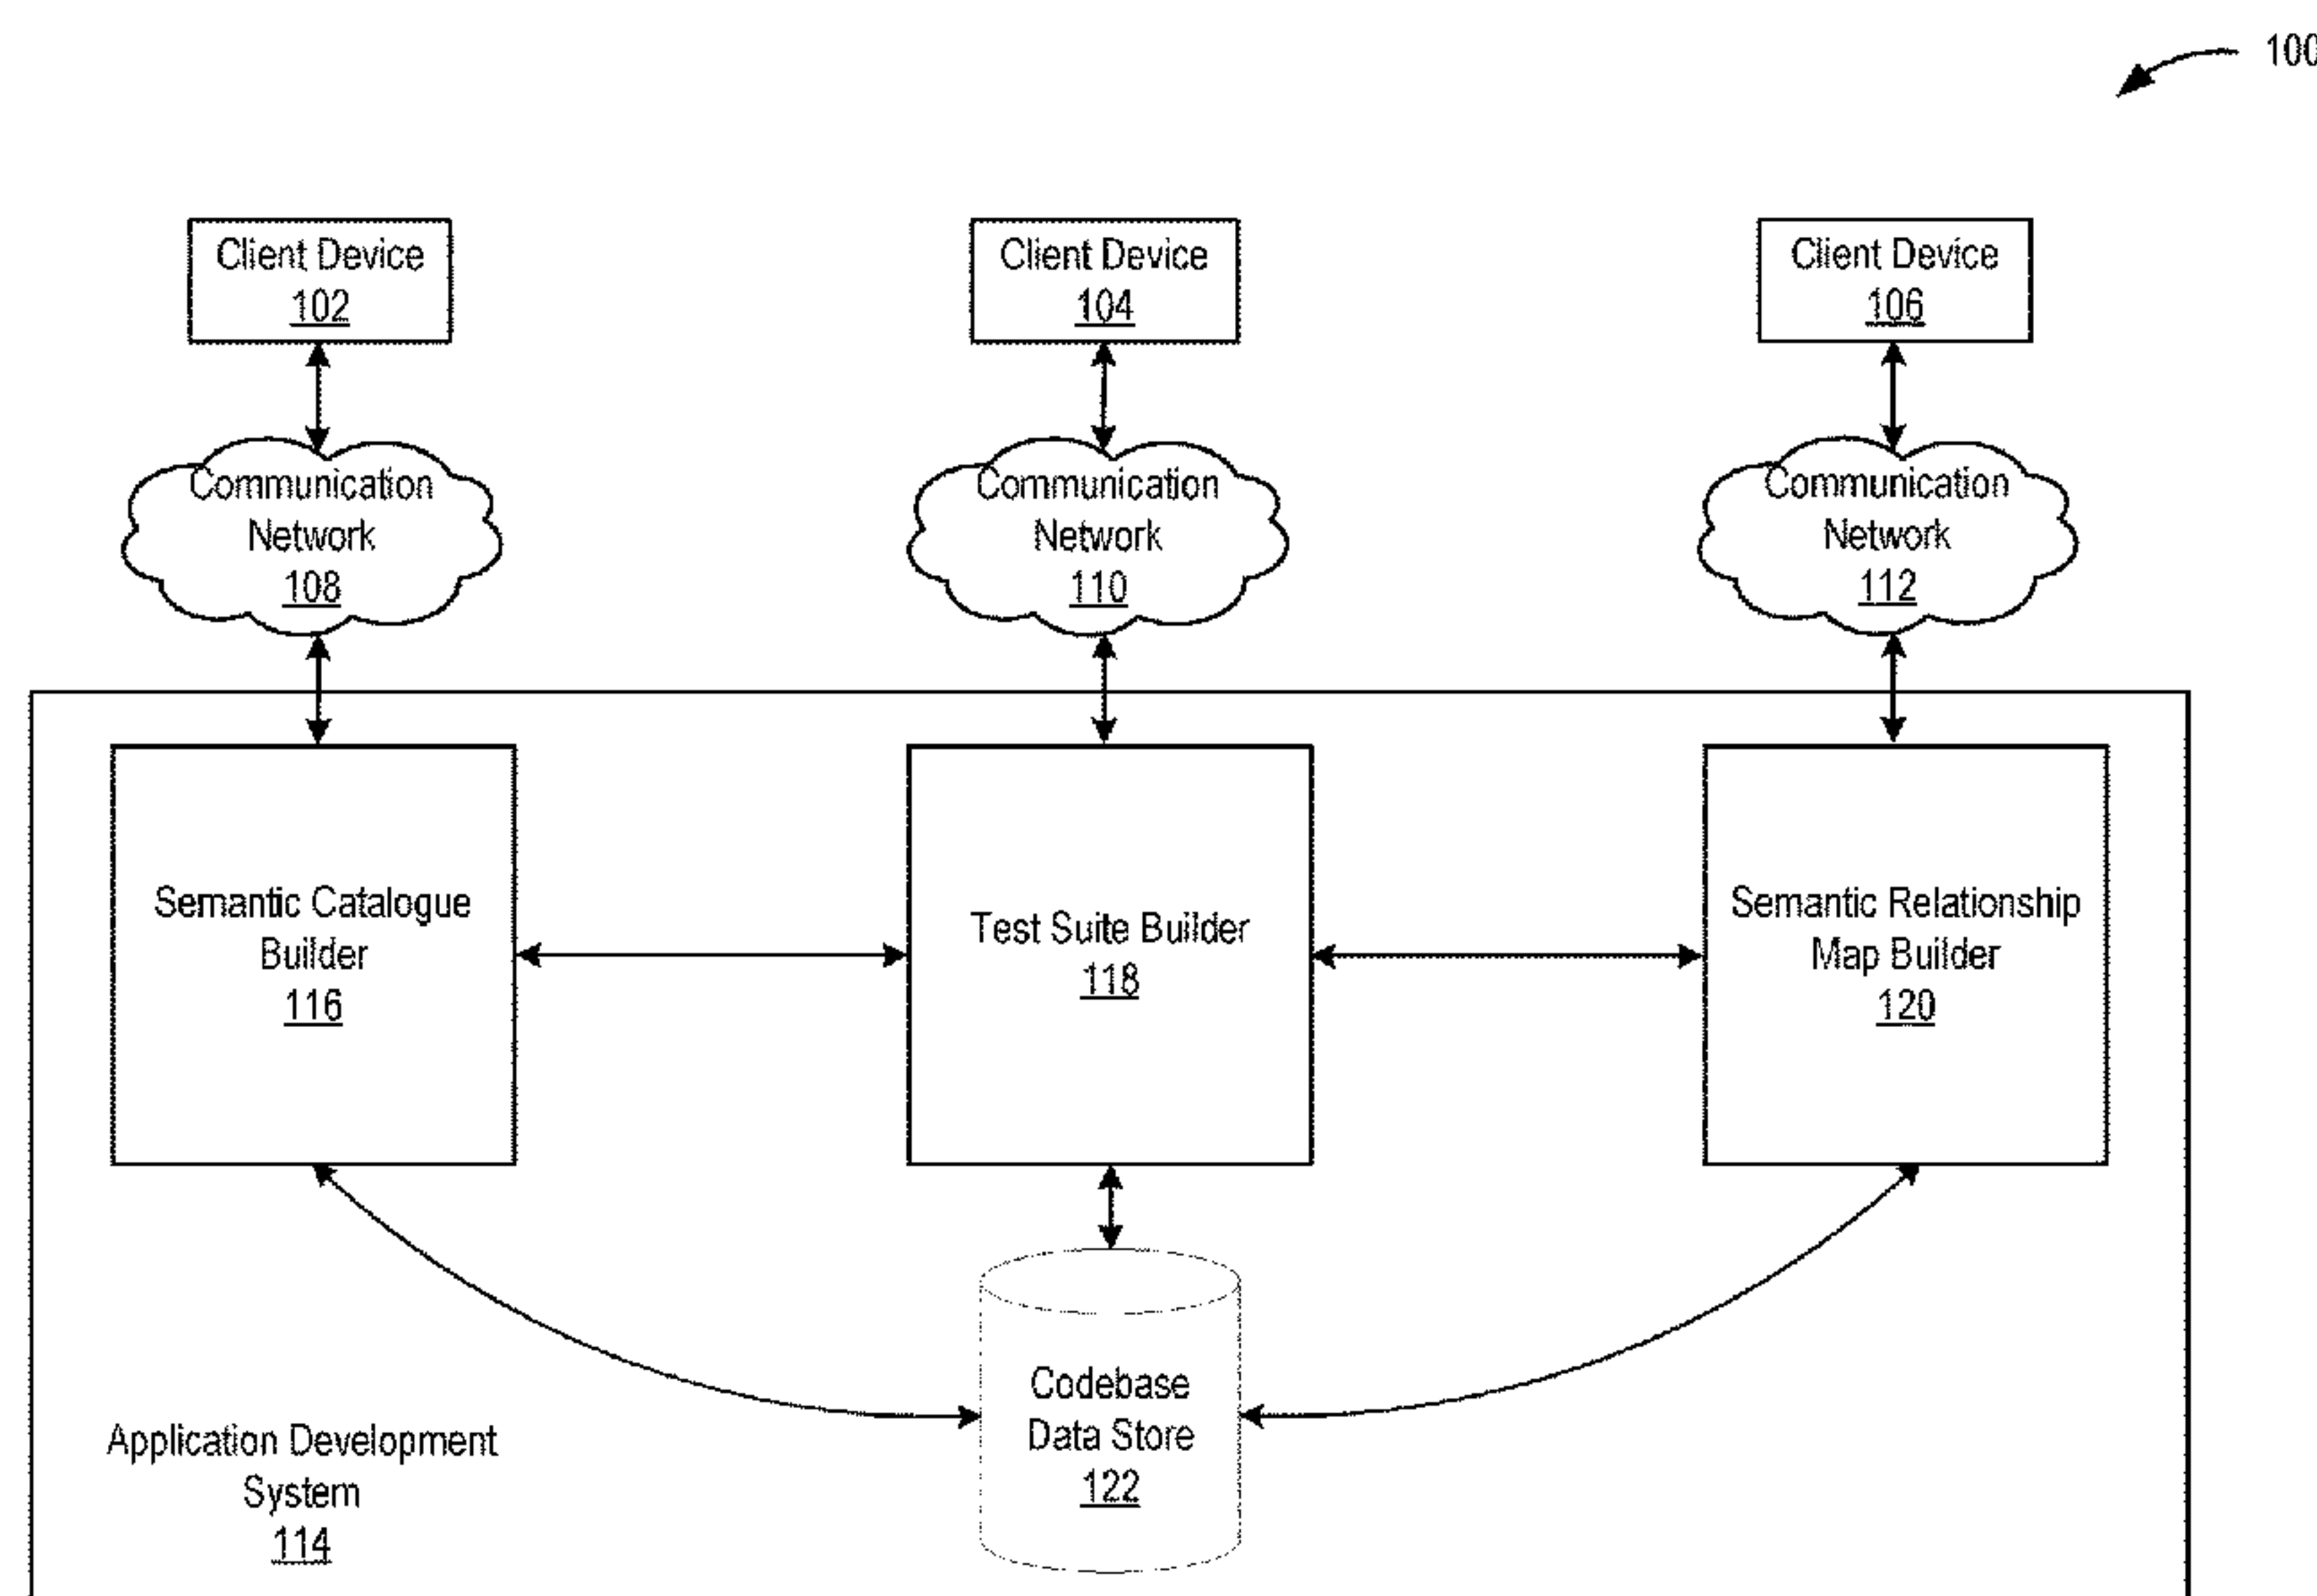 100
Client Device
102
Client Device
104
Client Device
106
Communication
Network
108
Communication
Network
110
Communication
Network
112
Semantic Catalogue
Builder
116
Test Suite Builder
118
Semantic Relationship
Map Builder
120
Codebase
Data Store
122
Application Development
System
114